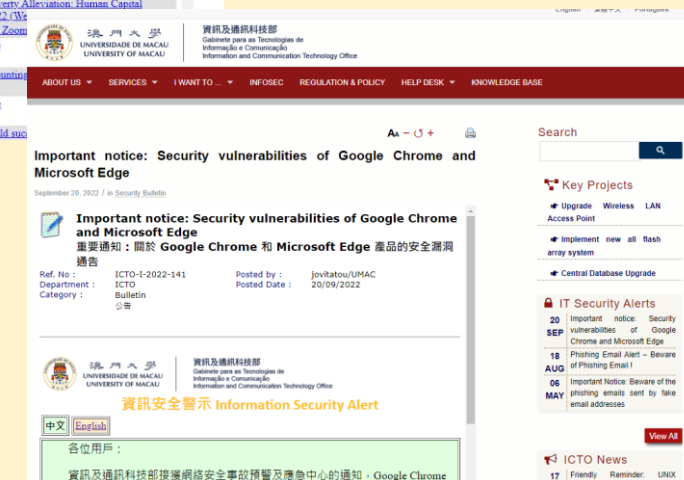 verty Alleviation: Human Capital
22 (We
Zoom
unting
ld suc
English
繁體中文
Português
澳門大學
UNIVERSIDADE DE MACAU
UNIVERSITY OF MACAU
資訊及通訊科技部
Gabinete para as Tecnologias de
Informação e Comunicação
Information and Communication Technology Office
ABOUT US SERVICES I WANT TO ... INFOSEC REGULATION & POLICY HELP DESK KNOWLEDGE BASE
AA − +
Important notice: Security vulnerabilities of Google Chrome and
Microsoft Edge
September 20, 2022 / in Security Bulletin
Important notice: Security vulnerabilities of Google Chrome
and Microsoft Edge
重要通知：關於 Google Chrome 和 Microsoft Edge 產品的安全漏洞
通告
Ref. No : ICTO-I-2022-141 Posted by : jovitatou/UMAC
Department : ICTO Posted Date : 20/09/2022
Category : Bulletin
公告
澳門大學
UNIVERSIDADE DE MACAU
UNIVERSITY OF MACAU
資訊及通訊科技部
Gabinete para as Tecnologias de
Informação e Comunicação
Information and Communication Technology Office
資訊安全警示 Information Security Alert
中文 English
各位用戶：
資訊及通訊科技部接獲網絡安全事故預警及應急中心的通知，Google Chrome
Search
Key Projects
Upgrade Wireless LAN
Access Point
Implement new all flash
array system
Central Database Upgrade
IT Security Alerts
20 SEP
Important notice: Security
vulnerabilities of Google
Chrome and Microsoft Edge
18 AUG
Phishing Email Alert – Beware
of Phishing Email !
06 MAY
Important Notice: Beware of the
phishing emails sent by fake
email addresses
View All
ICTO News
17 Friendly Reminder: UNIX